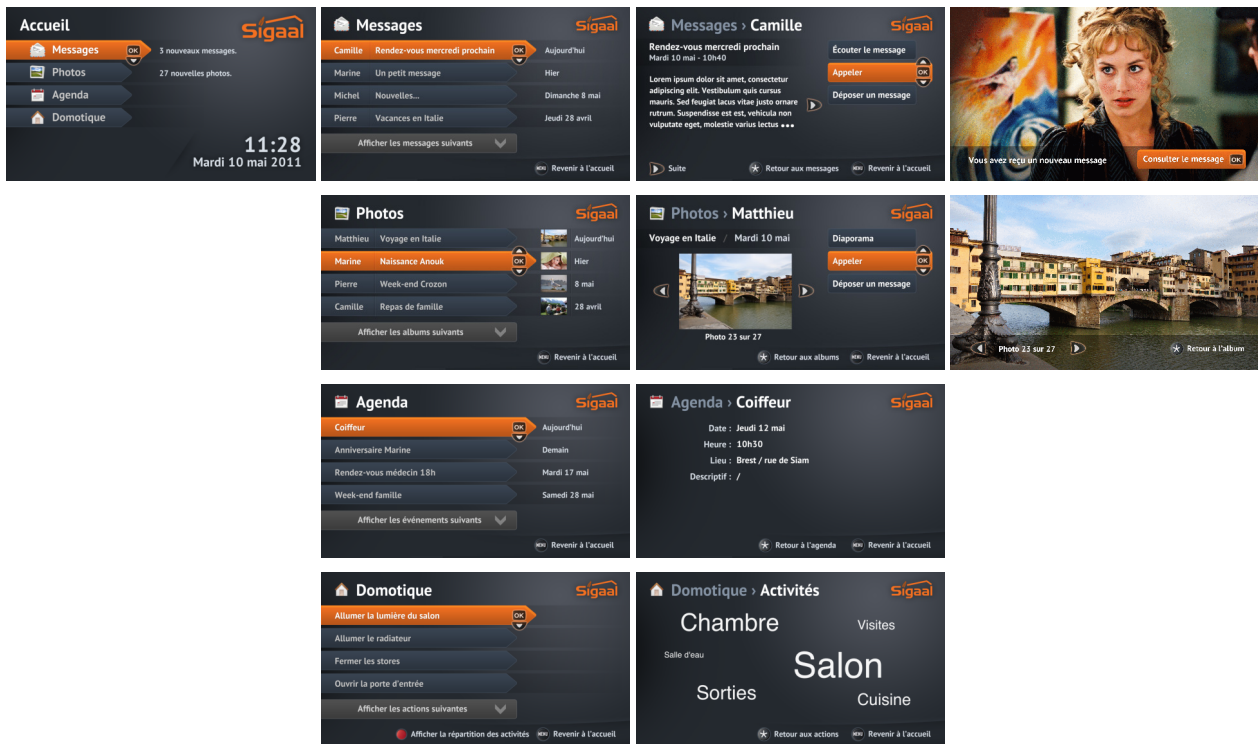 Accueil
Sigaal
Messages OK 3 nouveaux messages.
Photos 27 nouvelles photos.
Agenda
Domotique
11:28
Mardi 10 mai 2011
Messages
Sigaal
Camille Rendez-vous mercredi prochain OK Aujourd'hui
Marine Un petit message Hier
Michel Nouvelles... Dimanche 8 mai
Pierre Vacances en Italie Jeudi 28 avril
Afficher les messages suivants
MENU Revenir à l'accueil
Messages › Camille
Sigaal
Rendez-vous mercredi prochain
Mardi 10 mai - 10h40
Lorem ipsum dolor sit amet, consectetur
adipiscing elit. Vestibulum quis cursus
mauris. Sed feugiat lacus vitae justo ornare
rutrum. Suspendisse est est, vehicula non
vulputate eget, molestie varius lectus •••
Écouter le message
Appeler OK
Déposer un message
Suite
Retour aux messages
MENU Revenir à l'accueil
Vous avez reçu un nouveau message
Consulter le message OK
Photos
Sigaal
Matthieu Voyage en Italie Aujourd'hui
Marine Naissance Anouk OK Hier
Pierre Week-end Crozon 8 mai
Camille Repas de famille 28 avril
Afficher les albums suivants
MENU Revenir à l'accueil
Photos › Matthieu
Sigaal
Voyage en Italie / Mardi 10 mai
Photo 23 sur 27
Diaporama
Appeler OK
Déposer un message
Retour aux albums
MENU Revenir à l'accueil
Photo 23 sur 27
Retour à l'album
Agenda
Sigaal
Coiffeur OK Aujourd'hui
Anniversaire Marine Demain
Rendez-vous médecin 18h Mardi 17 mai
Week-end famille Samedi 28 mai
Afficher les événements suivants
MENU Revenir à l'accueil
Agenda › Coiffeur
Sigaal
Date : Jeudi 12 mai
Heure : 10h30
Lieu : Brest / rue de Siam
Descriptif : /
Retour à l'agenda
MENU Revenir à l'accueil
Domotique
Sigaal
Allumer la lumière du salon OK
Allumer le radiateur
Fermer les stores
Ouvrir la porte d'entrée
Afficher les actions suivantes
Afficher la répartition des activités
MENU Revenir à l'accueil
Domotique › Activités
Sigaal
Chambre
Visites
Salle d'eau
Salon
Sorties
Cuisine
Retour aux actions
MENU Revenir à l'accueil